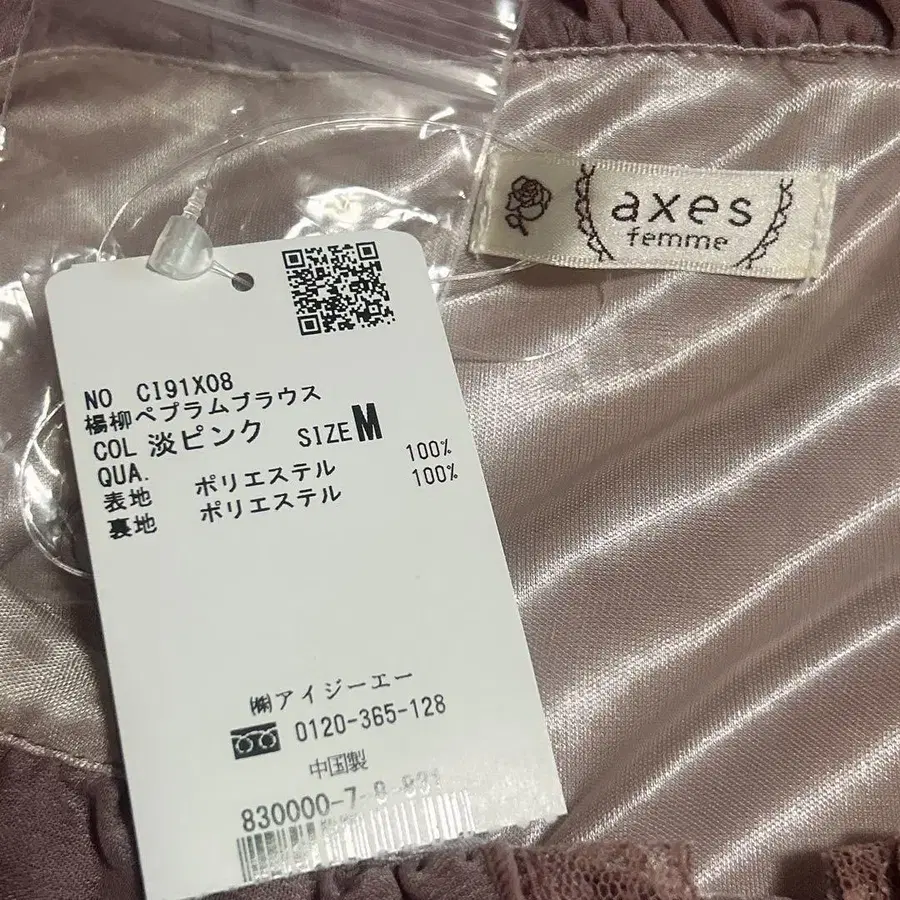 axes
femme
NO CI91X08
楊柳ペプラムブラウス
COL 淡ピンク SIZE M
QUA.
表地 ポリエステル 100%
裏地 ポリエステル 100%
㈱アイジーエー
0120-365-128
中国製
830000-7-